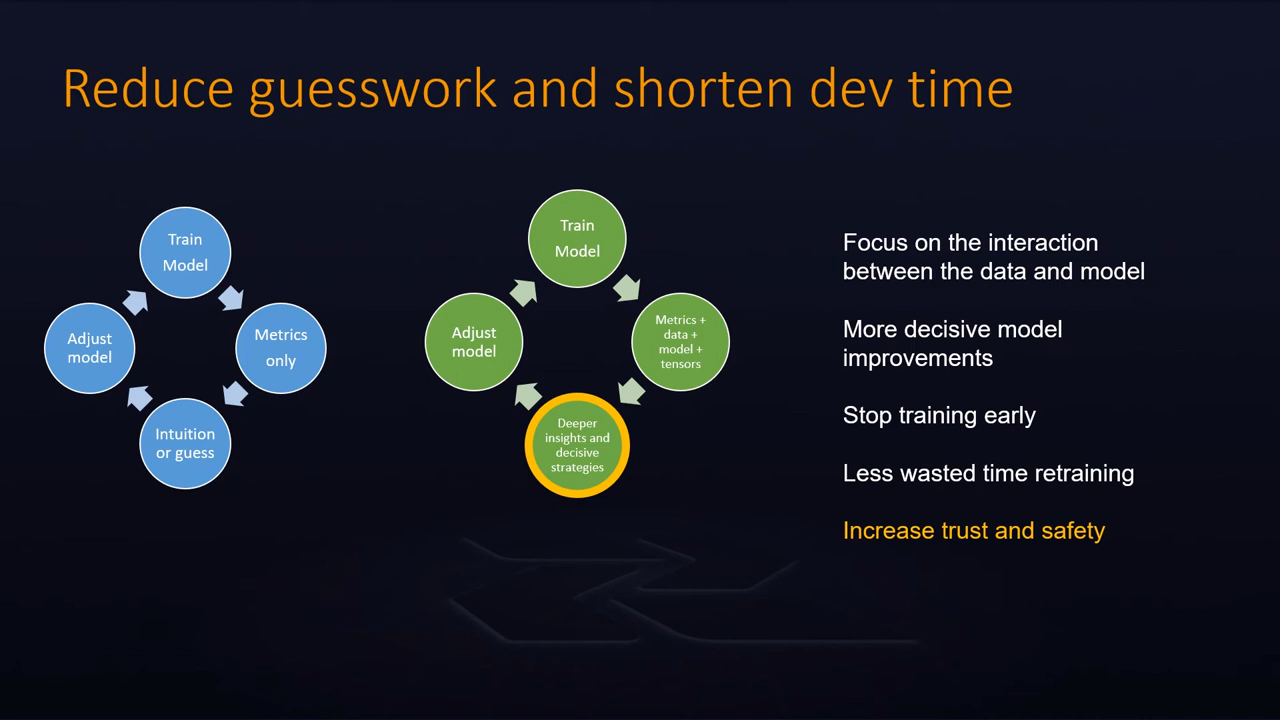 Reduce guesswork and shorten dev time
Train
Model
Metrics
only
Intuition
or guess
Adjust
model
Train
Model
Metrics +
data +
model +
tensors
Deeper
insights and
decisive
strategies
Adjust
model
Focus on the interaction
between the data and model
More decisive model
improvements
Stop training early
Less wasted time retraining
Increase trust and safety